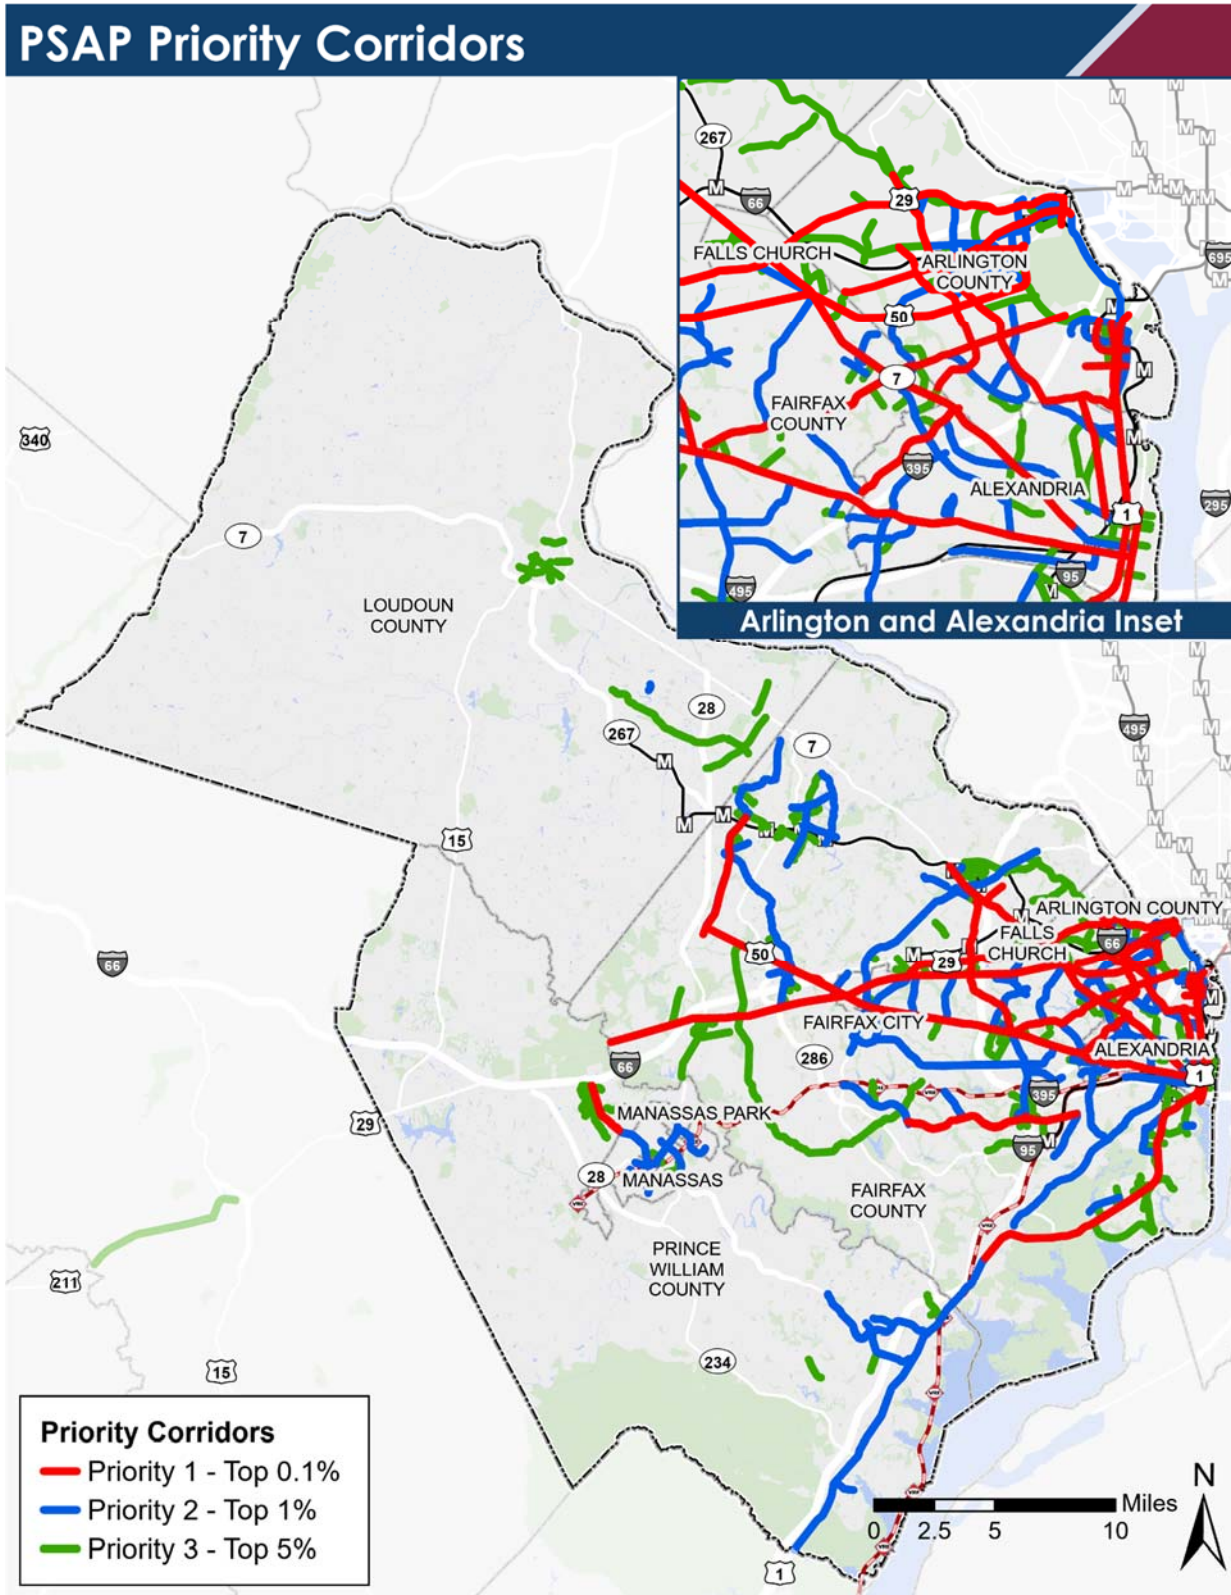 PSAP Priority Corridors
267
66
29
FALLS CHURCH
ARLINGTON
COUNTY
50
7
FAIRFAX
COUNTY
395
ALEXANDRIA
1
95
495
M
M
M
M
M
M
M
M
M
M
M
M
695
295
Arlington and Alexandria Inset
340
7
LOUDOUN
COUNTY
28
267
7
M
M
M
M
M
495
15
66
ARLINGTON COUNTY
FALLS
CHURCH
66
50
29
FAIRFAX CITY
286
ALEXANDRIA
1
66
395
MANASSAS PARK
29
95
28
MANASSAS
FAIRFAX
COUNTY
PRINCE
WILLIAM
COUNTY
211
234
15
Priority Corridors
Priority 1 - Top 0.1%
Priority 2 - Top 1%
Priority 3 - Top 5%
N
Miles
0 2.5 5 10
1